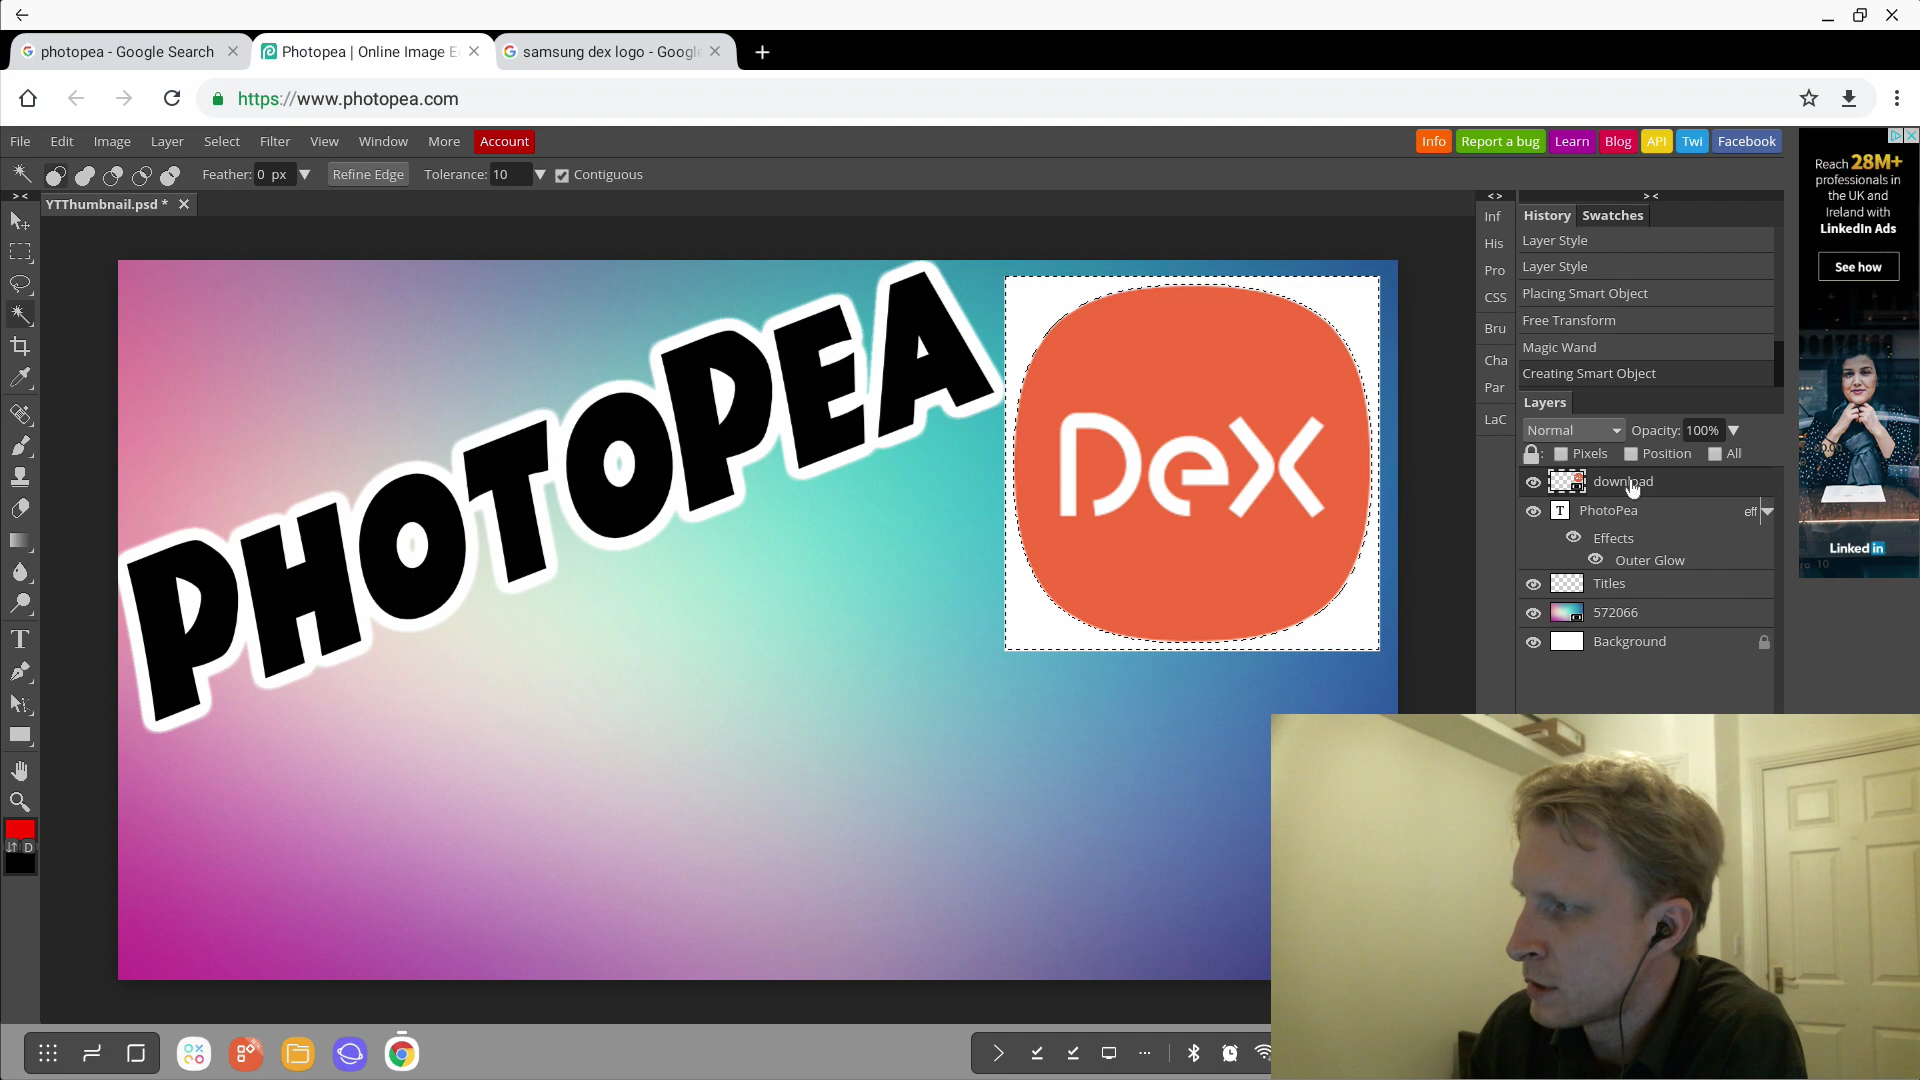 photopea - Google Search
Photopea | Online Image E
samsung dex logo - Google
https://www.photopea.com
File Edit Image Layer Select Filter View Window More Account
Info Report a bug Learn Blog API Twi Facebook
Feather: 0 px Refine Edge Tolerance: 10 Contiguous
YTThumbnail.psd *
Inf
His
Pro
CSS
Bru
Cha
Par
LaC
History Swatches
Layer Style
Layer Style
Placing Smart Object
Free Transform
Magic Wand
Creating Smart Object
Layers
Normal Opacity: 100%
Pixels Position All
download
T PhotoPea eff
Effects
Outer Glow
Titles
572066
Background
T
D
PHOTOPEA
DeX
Reach 28M+
professionals in
the UK and
Ireland with
LinkedIn Ads
See how
Linked in